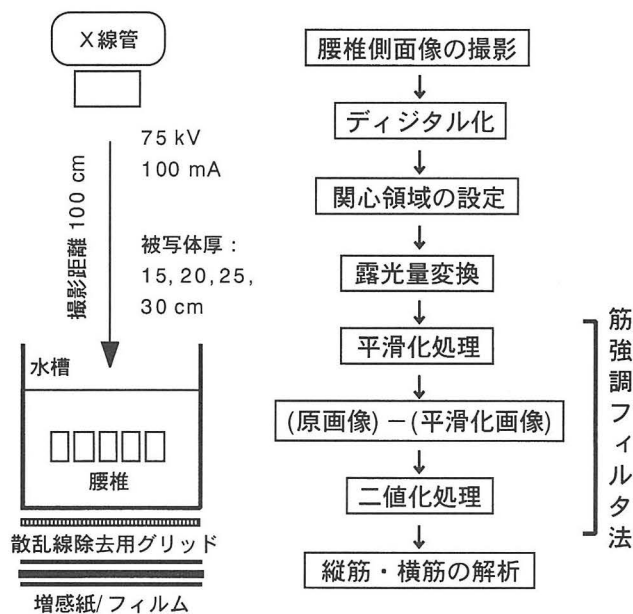 X線管
75 kV
100 mA
撮影距離 100 cm
被写体厚：
15, 20, 25,
30 cm
水槽
腰椎
散乱線除去用グリッド
増感紙/フィルム
腰椎側面像の撮影
ディジタル化
関心領域の設定
露光量変換
平滑化処理
(原画像)－(平滑化画像)
二値化処理
縦筋・横筋の解析
筋強調フィルタ法